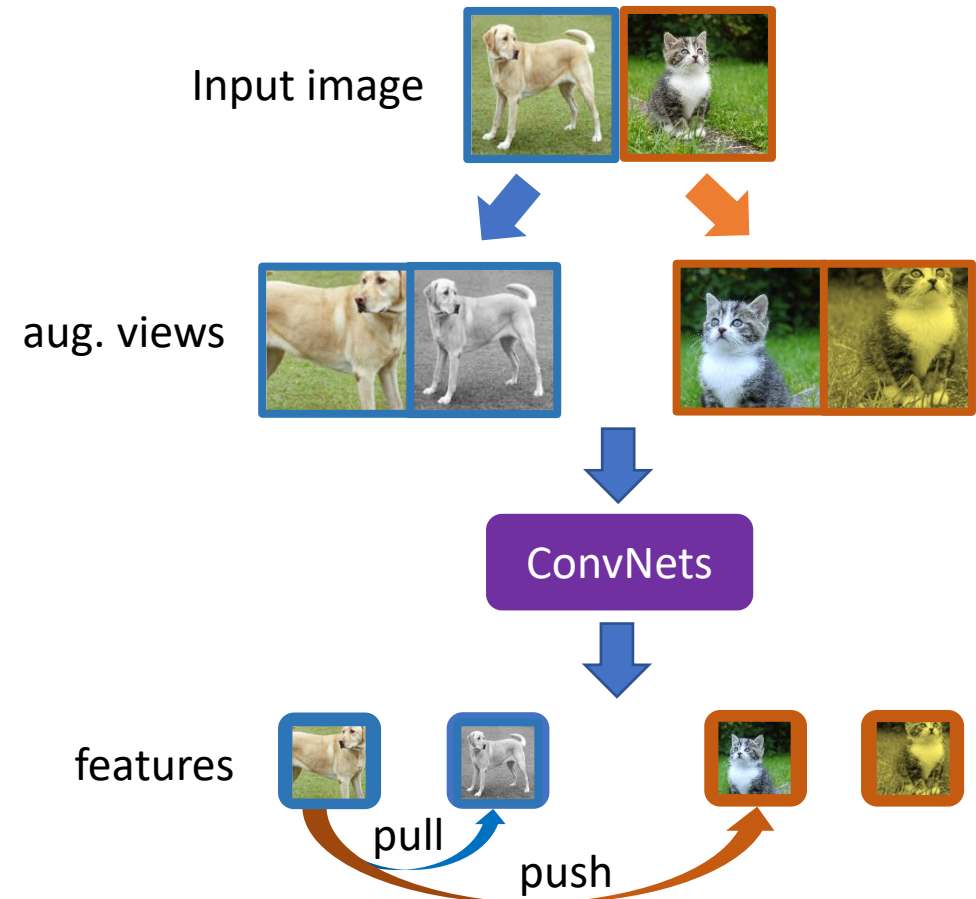 Input image
aug. views
ConvNets
features
pull
push